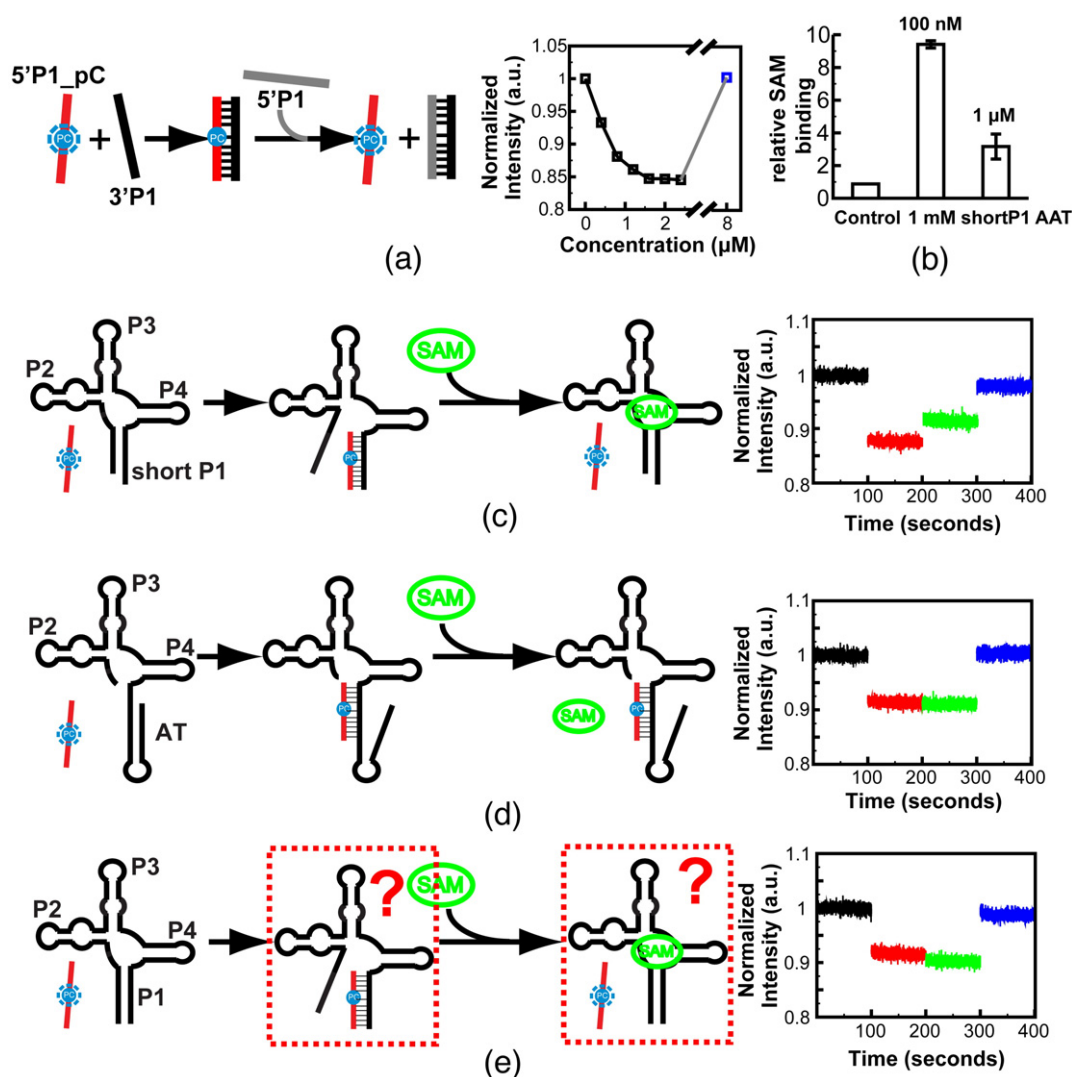 5'P1_pC
PC
+
3'P1
PC
5'P1
PC
+
Normalized
Intensity (a.u.)
1.05
1
0.95
0.9
0.85
0.8
0
1
2
8
Concentration (µM)
(a)
relative SAM
binding
10
8
6
4
2
0
100 nM
1 µM
Control
1 mM
shortP1 AAT
(b)
P3
P2
P4
PC
short P1
PC
SAM
SAM
PC
Normalized
Intensity (a.u.)
1.1
1
0.9
0.8
100
200
300
400
Time (seconds)
(c)
P3
P2
P4
PC
AT
PC
SAM
SAM
PC
Normalized
Intensity (a.u.)
1.1
1
0.9
0.8
100
200
300
400
Time (seconds)
(d)
P3
P2
P4
PC
P1
?
PC
SAM
?
SAM
PC
Normalized
Intensity (a.u.)
1.1
1
0.9
0.8
0
100
200
300
400
Time (seconds)
(e)